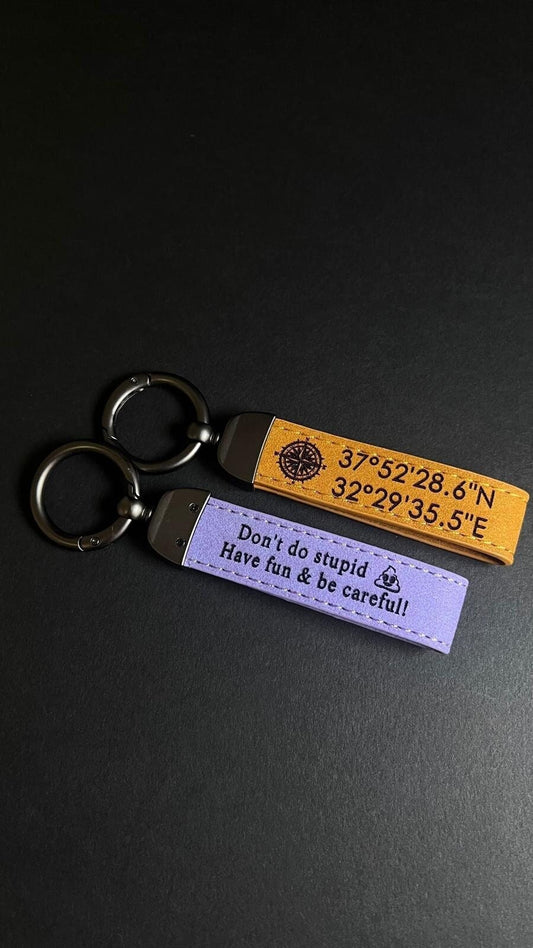 37°52'28.6"N
32°29'35.5"E
Don't do stupid 💩
Have fun & be careful!